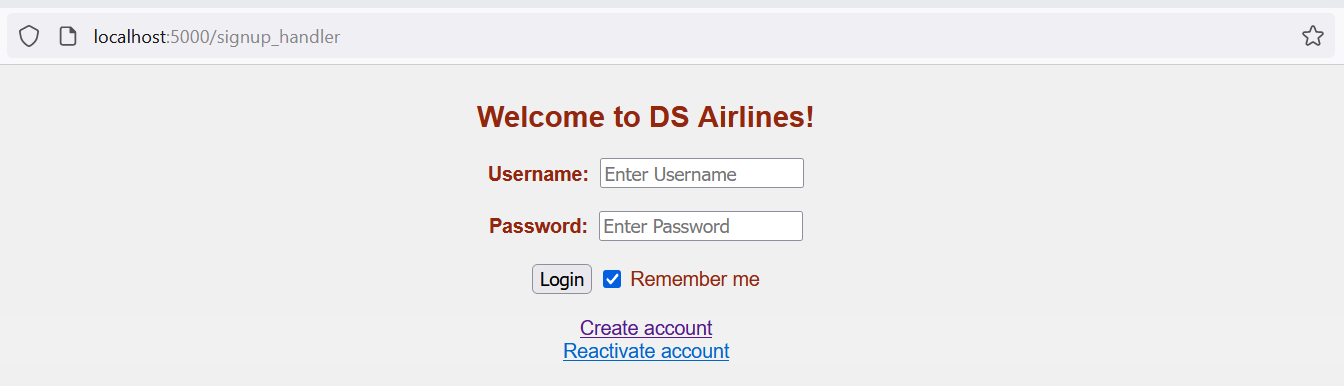 localhost:5000/signup_handler
Welcome to DS Airlines!
Username: Enter Username
Password: Enter Password
Login Remember me
Create account
Reactivate account